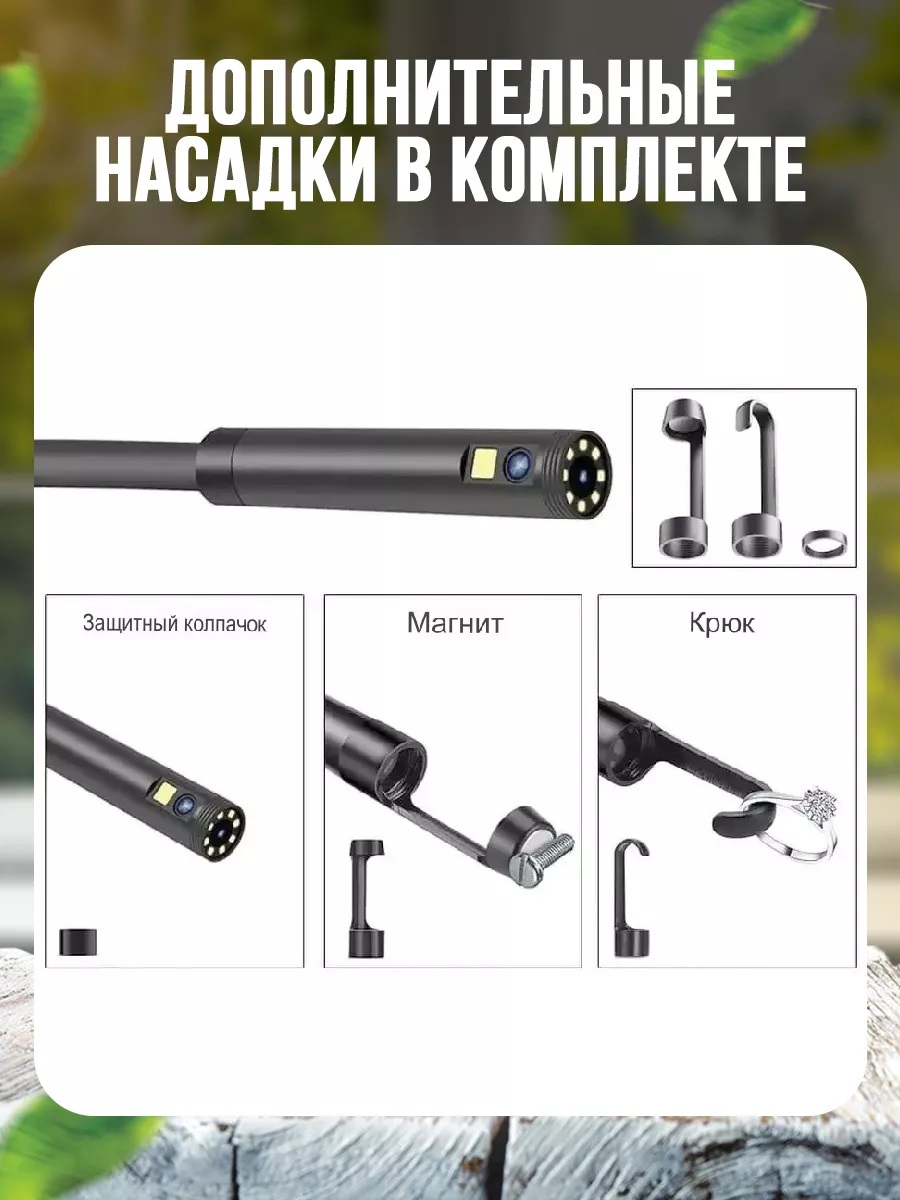 ДОПОЛНИТЕЛЬНЫЕ
НАСАДКИ В КОМПЛЕКТЕ
Защитный колпачок
Магнит
Крюк